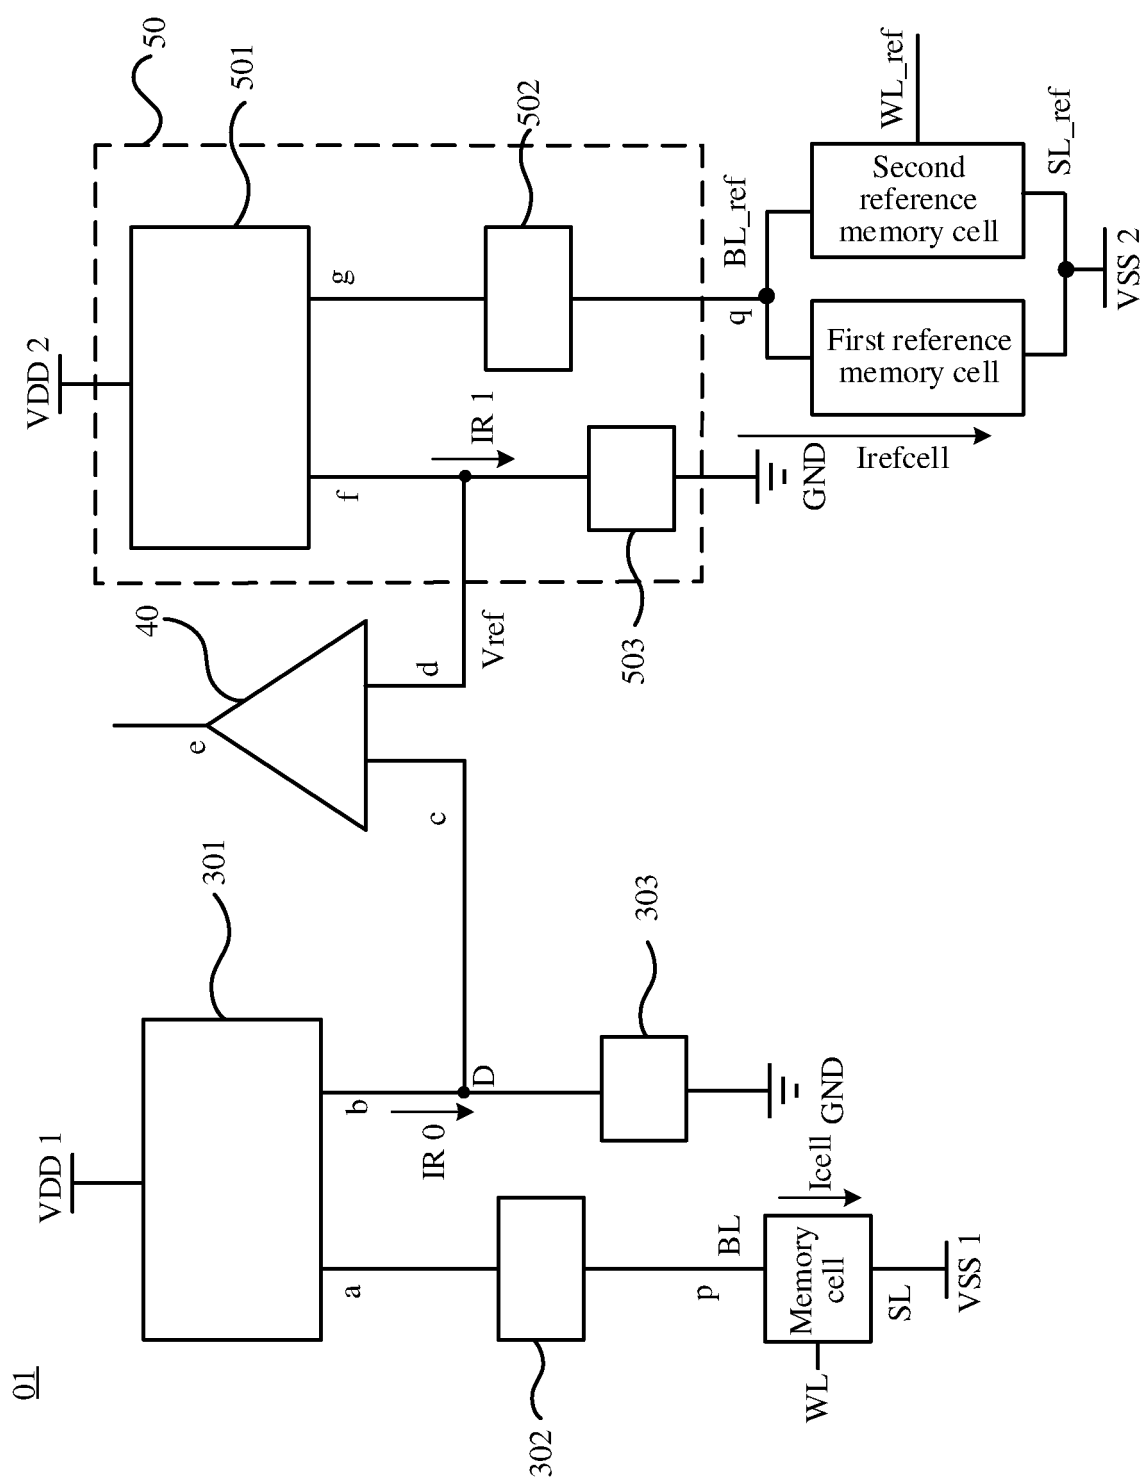 01
VDD 1
301
a
b
IR 0
D
302
303
p
BL
WL
Memory
cell
Icell
SL
VSS 1
GND
40
e
c
d
Vref
50
VDD 2
501
f
g
IR 1
502
503
q
BL_ref
GND
Irefcell
First reference
memory cell
Second
reference
memory cell
WL_ref
SL_ref
VSS 2